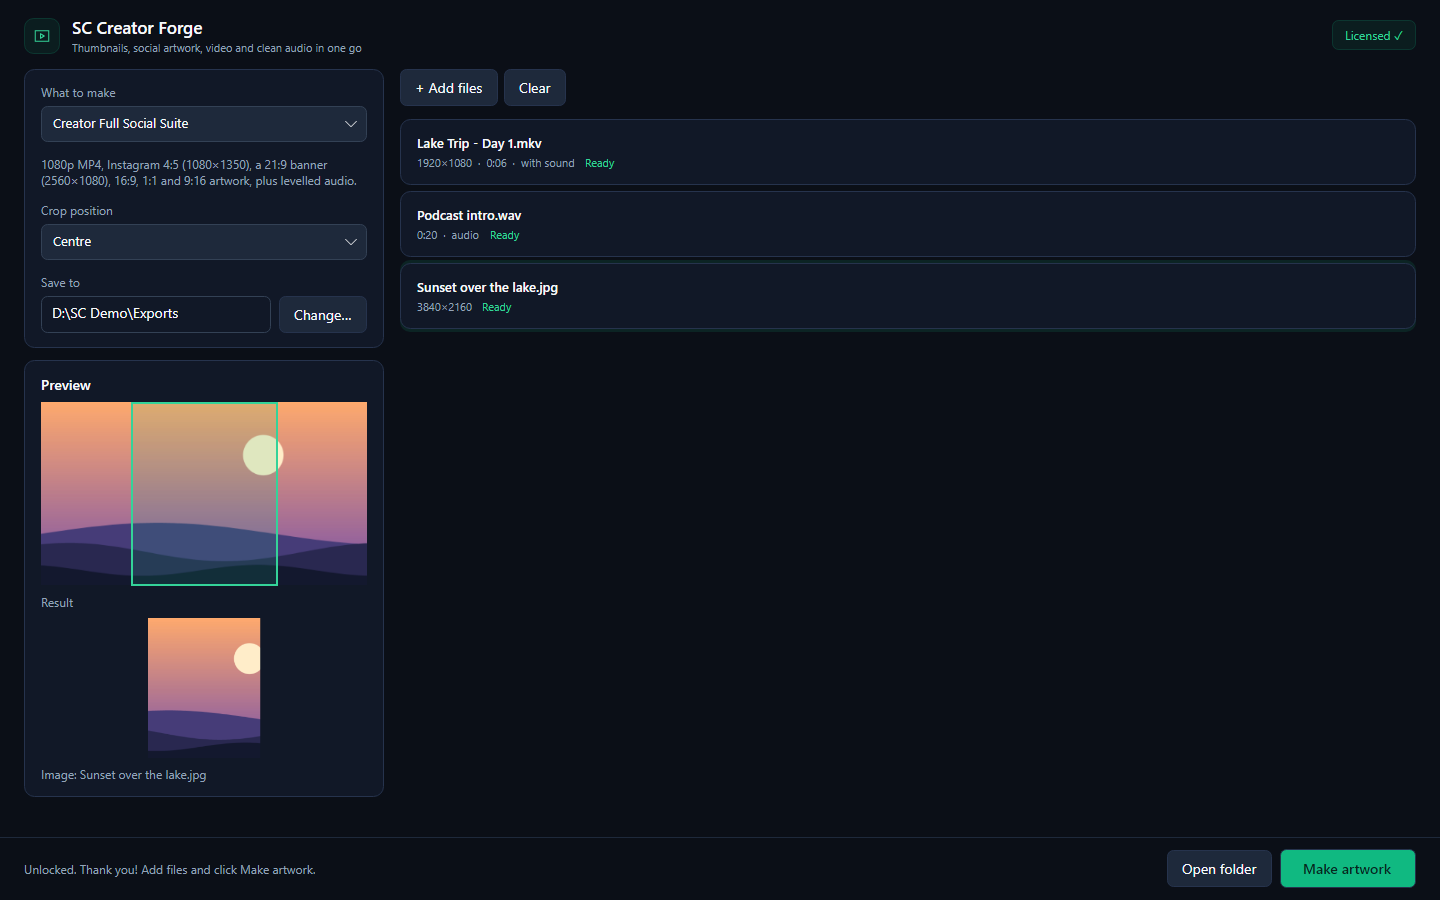 SC Creator Forge
Thumbnails, social artwork, video and clean audio in one go
Licensed ✓
What to make
Creator Full Social Suite
1080p MP4, Instagram 4:5 (1080×1350), a 21:9 banner
(2560×1080), 16:9, 1:1 and 9:16 artwork, plus levelled audio.
Crop position
Centre
Save to
D:\SC Demo\Exports
Change...
Preview
Result
Image: Sunset over the lake.jpg
+ Add files
Clear
Lake Trip - Day 1.mkv
1920×1080 · 0:06 · with sound Ready
Podcast intro.wav
0:20 · audio Ready
Sunset over the lake.jpg
3840×2160 Ready
Unlocked. Thank you! Add files and click Make artwork.
Open folder
Make artwork